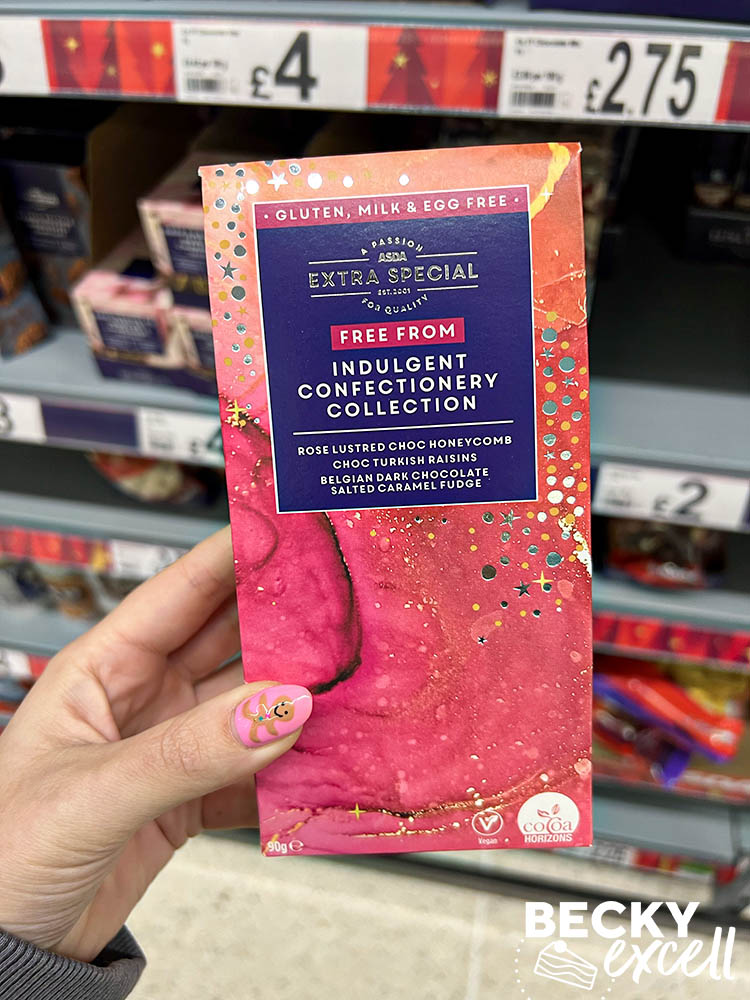 £4
£2.75
• GLUTEN, MILK & EGG FREE •
A PASSION
ASDA
EXTRA SPECIAL
EST.2001
FOR QUALITY
FREE FROM
INDULGENT
CONFECTIONERY
COLLECTION
ROSE LUSTRED CHOC HONEYCOMB
CHOC TURKISH RAISINS
BELGIAN DARK CHOCOLATE
SALTED CARAMEL FUDGE
£2
90g℮
Vegan
cocoa
HORIZONS
BECKY
excell